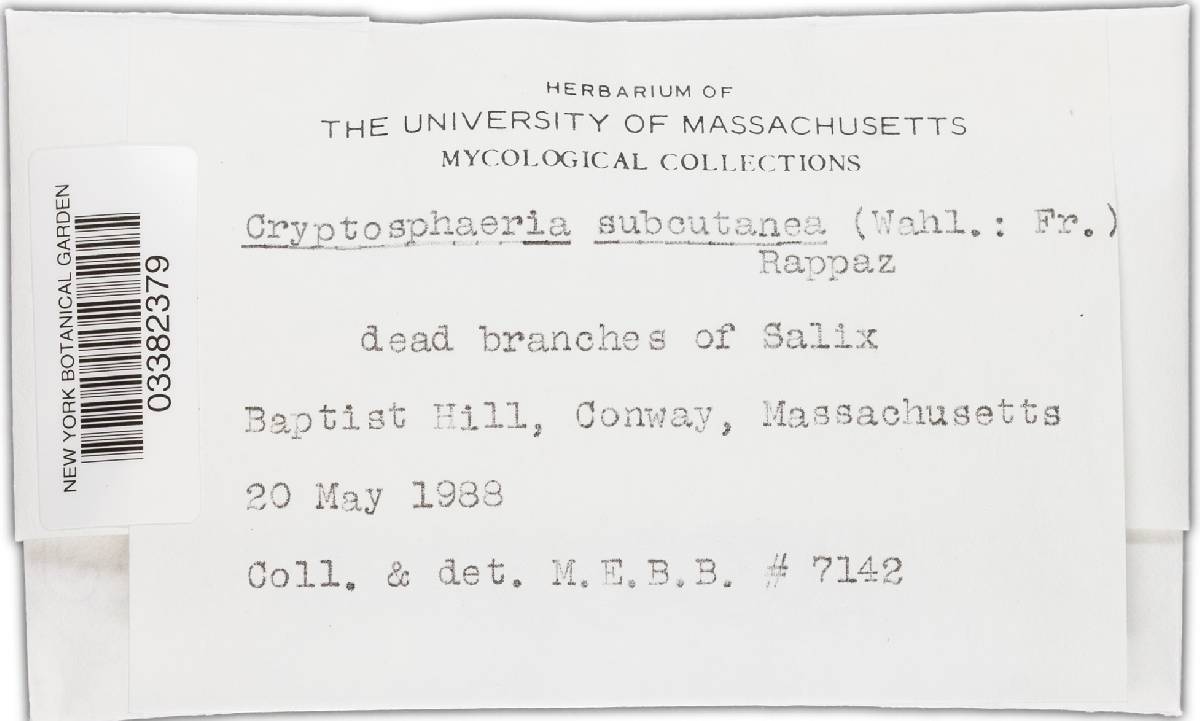 HERBARIUM OF
THE UNIVERSITY OF MASSACHUSETTS
MYCOLOGICAL COLLECTIONS
Cryptosphaeria subcutanea (Wahl.: Fr.)
Rappaz
dead branches of Salix
Baptist Hill, Conway, Massachusetts
20 May 1988
Coll. & det. M.E.B.B. # 7142
NEW YORK BOTANICAL GARDEN
03382379